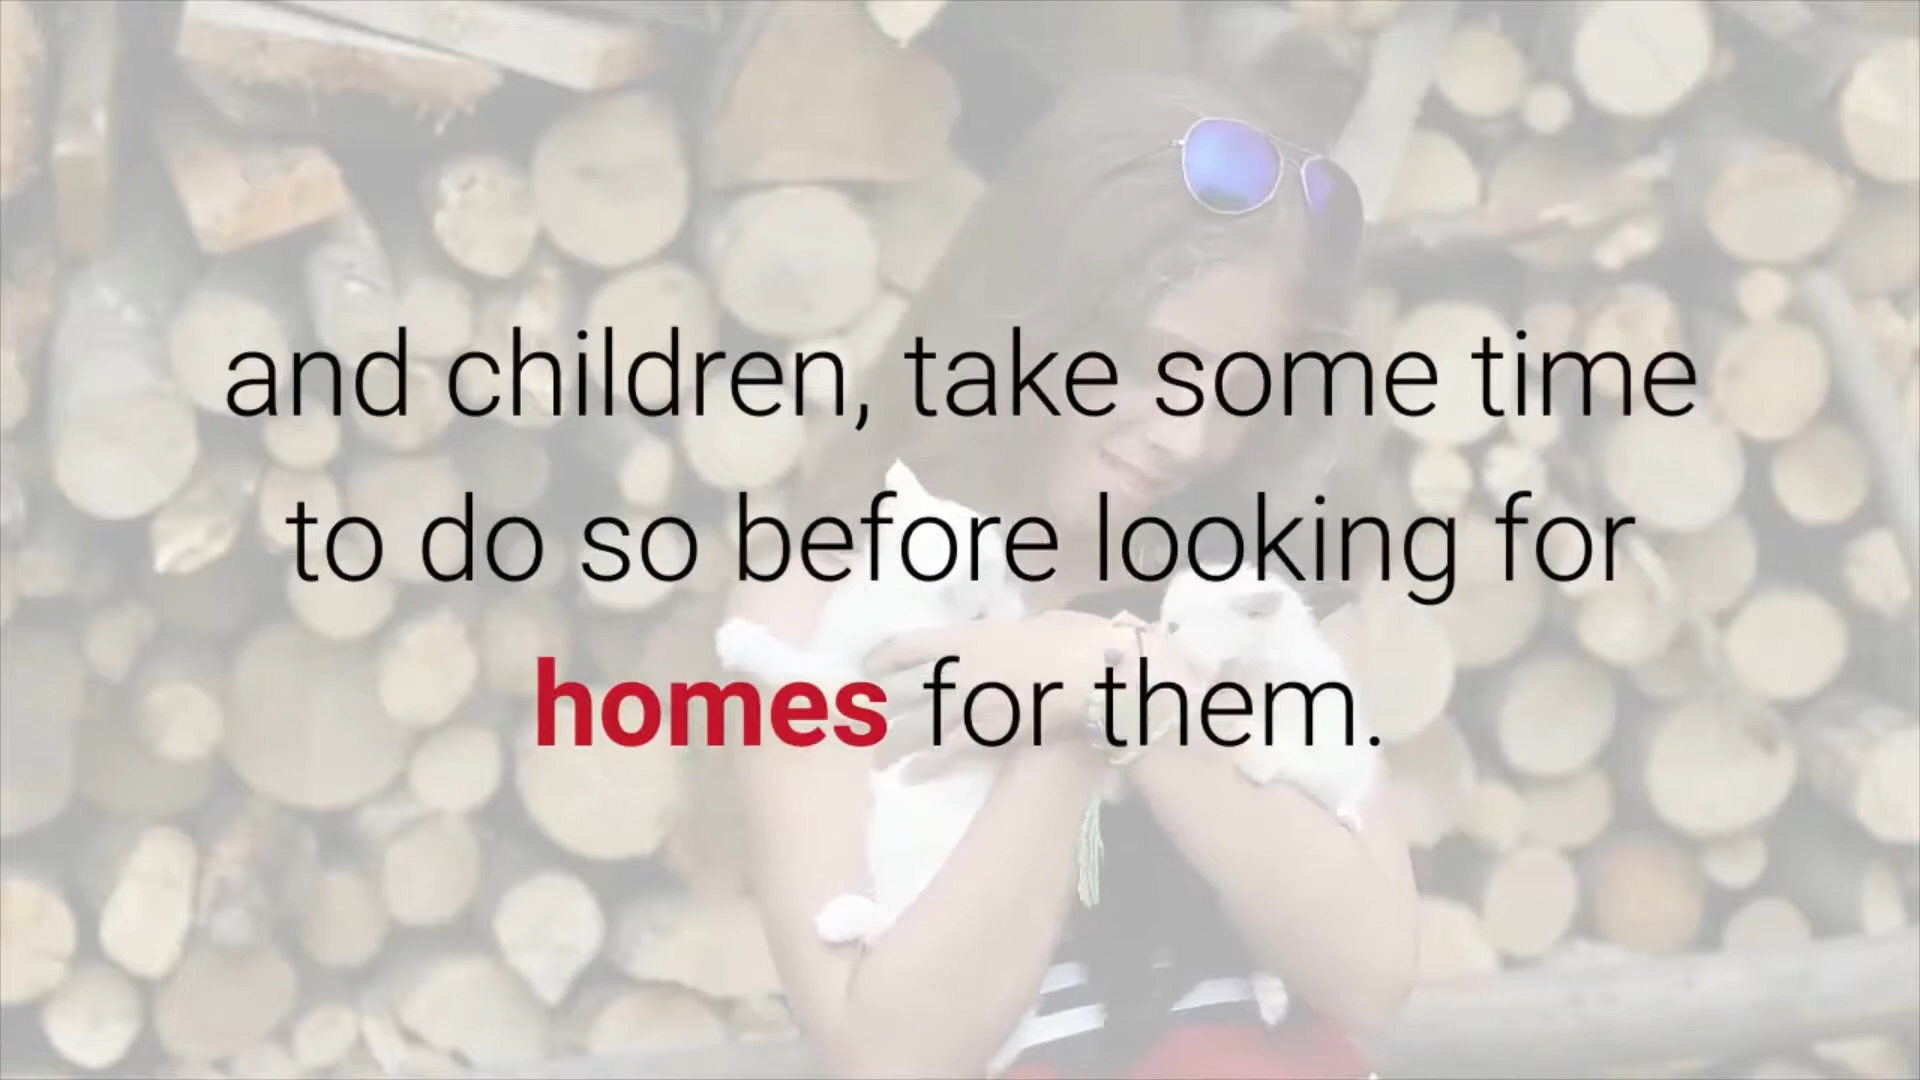 and children, take some time
to do so before looking for
homes for them.